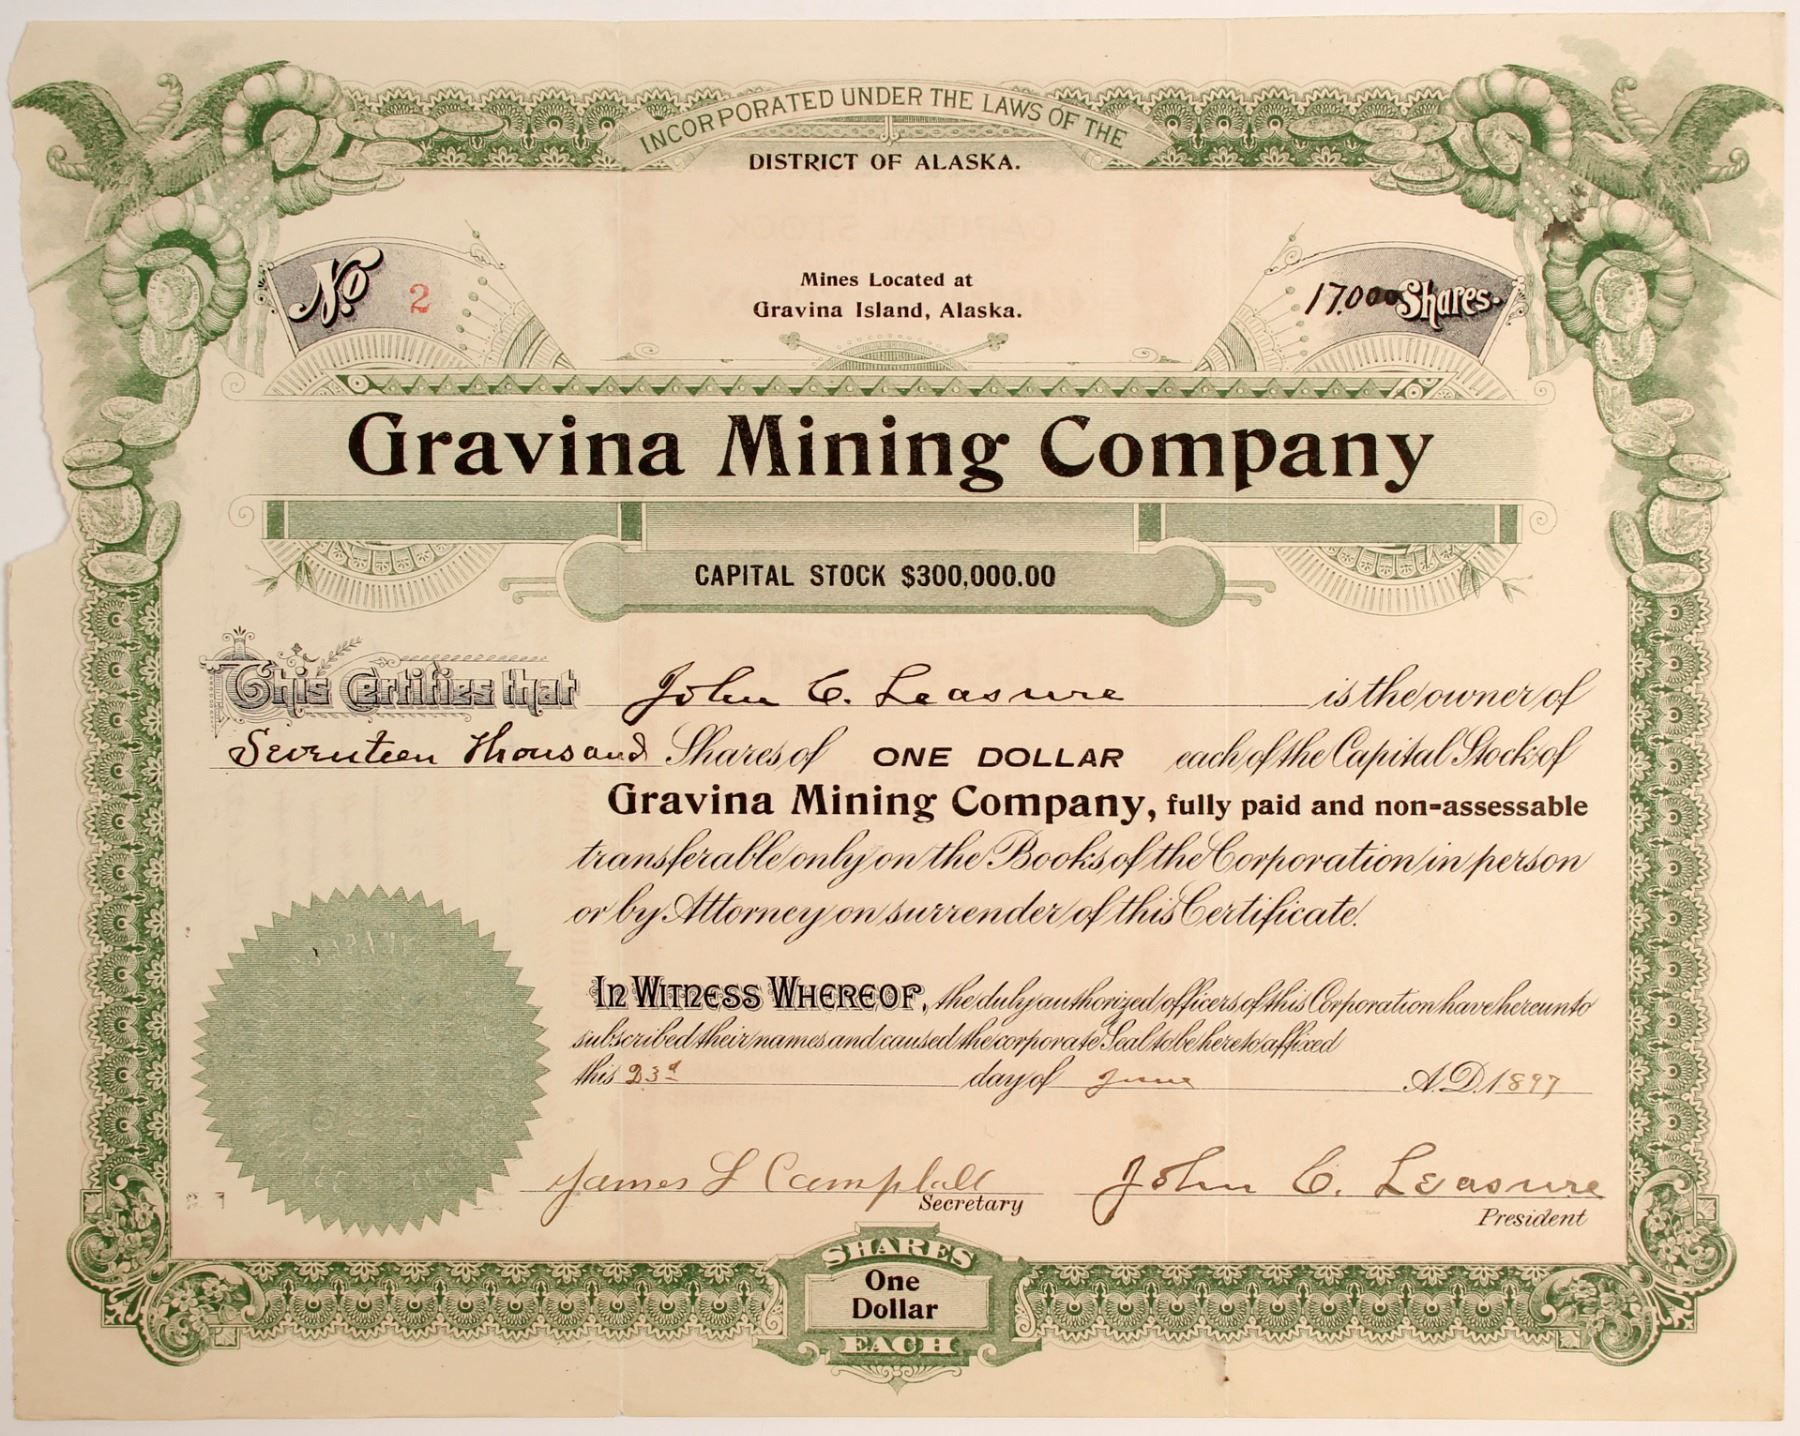 INCORPORATED UNDER THE LAWS OF THE
DISTRICT OF ALASKA.
Mines Located at
Gravina Island, Alaska.
No. 2
17,000 Shares.
Gravina Mining Company
CAPITAL STOCK $300,000.00
This Certifies that John C. Leasure is the owner of
Seventeen Thousand Shares of ONE DOLLAR each of the Capital Stock of
Gravina Mining Company, fully paid and non-assessable
transferable only on the Books of the Corporation in person
or by Attorney on surrender of this Certificate.
In Witness Whereof, the duly authorized officers of this Corporation have hereunto
subscribed their names and caused the corporate Seal to be hereto affixed
this 23d day of June A.D. 1897
James L Campbell John C. Leasure
Secretary President
SHARES
One
Dollar
EACH